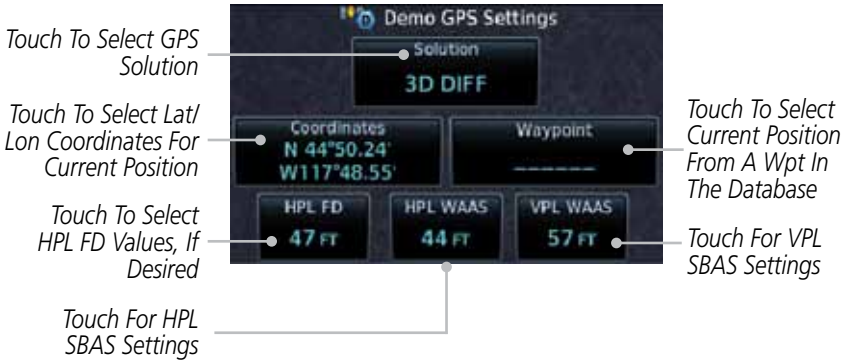 Demo GPS Settings
Touch To Select GPS
Solution
Solution
3D DIFF
Touch To Select Lat/
Lon Coordinates For
Current Position
Coordinates
N 44°50.24'
W117°48.55'
Waypoint
______
Touch To Select
Current Position
From A Wpt In
The Database
Touch To Select
HPL FD Values, If
Desired
HPL FD
47 FT
HPL WAAS
44 FT
VPL WAAS
57 FT
Touch For VPL
SBAS Settings
Touch For HPL
SBAS Settings